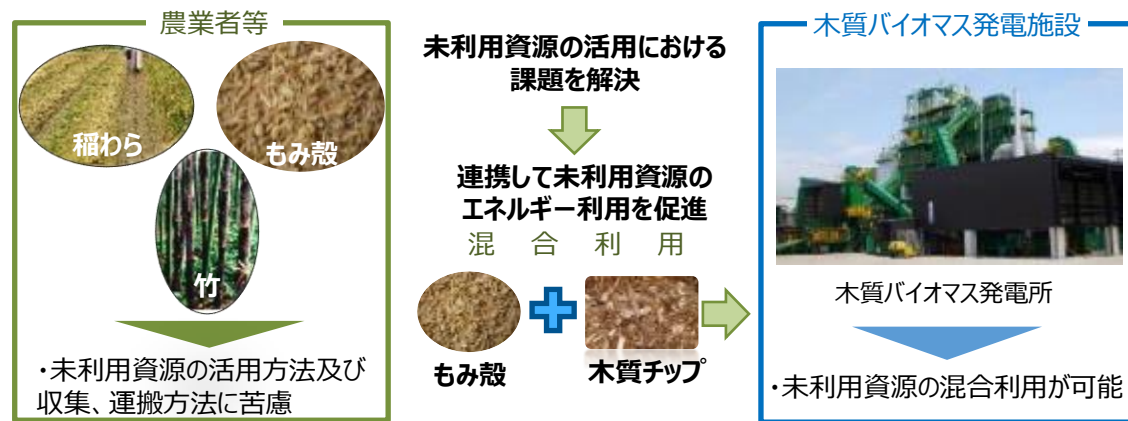 農業者等
稲わら
もみ殻
竹
・未利用資源の活用方法及び
収集、運搬方法に苦慮
未利用資源の活用における
課題を解決
連携して未利用資源の
エネルギー利用を促進
混合利用
もみ殻
木質チップ
木質バイオマス発電施設
木質バイオマス発電所
・未利用資源の混合利用が可能